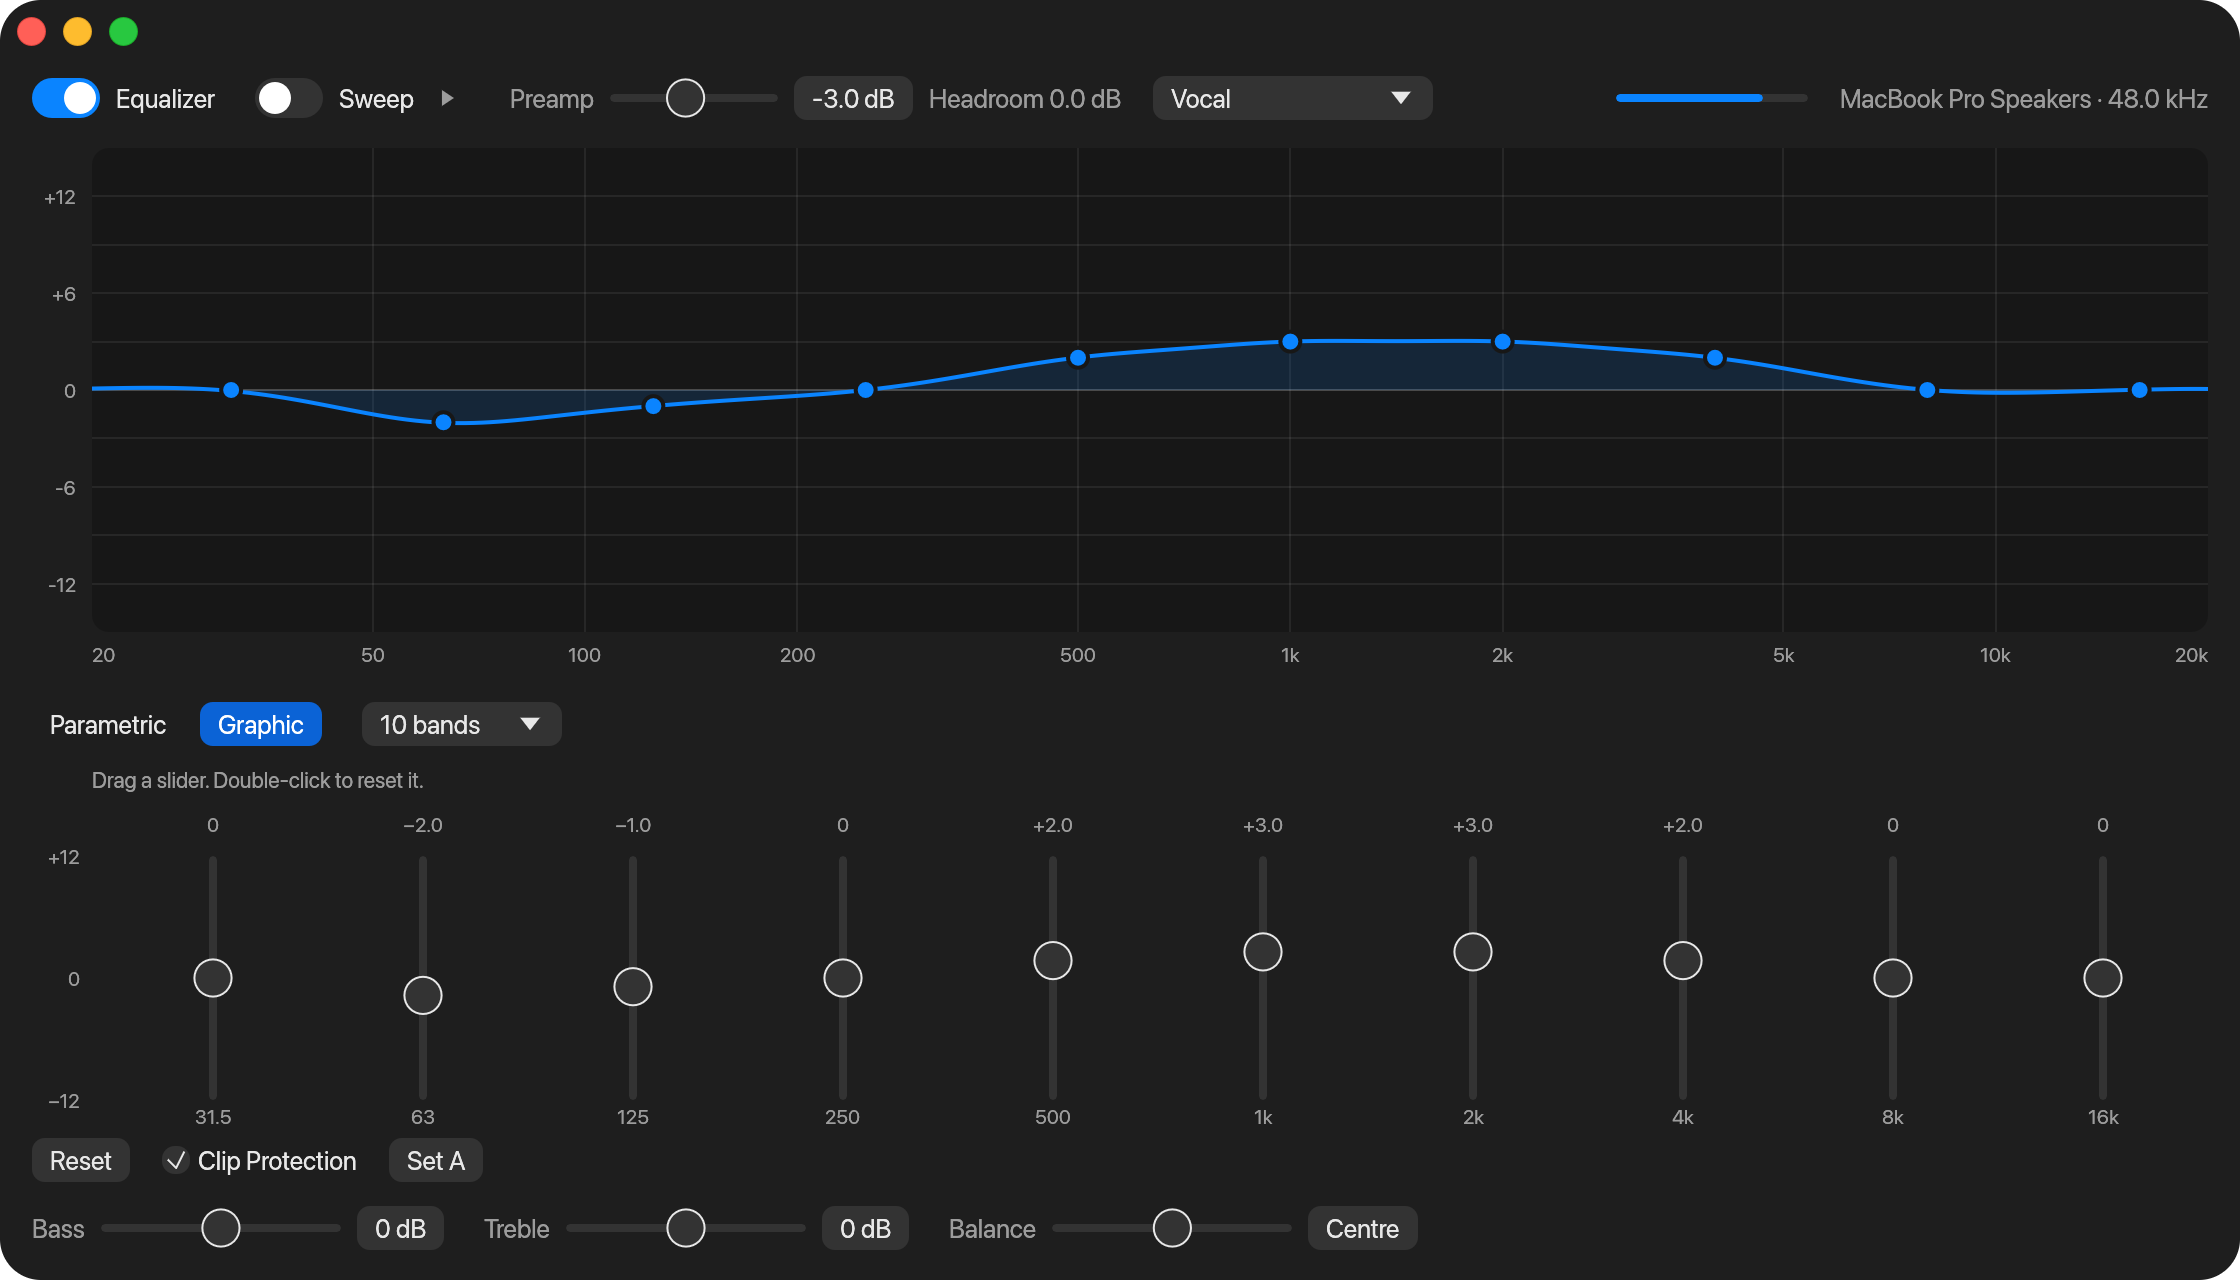 Equalizer Sweep Preamp -3.0 dB Headroom 0.0 dB Vocal MacBook Pro Speakers · 48.0 kHz
+12
+6
0
-6
-12
20 50 100 200 500 1k 2k 5k 10k 20k
Parametric Graphic 10 bands
Drag a slider. Double-click to reset it.
0 −2.0 −1.0 0 +2.0 +3.0 +3.0 +2.0 0 0
+12
0
−12
31.5 63 125 250 500 1k 2k 4k 8k 16k
Reset Clip Protection Set A
Bass 0 dB Treble 0 dB Balance Centre